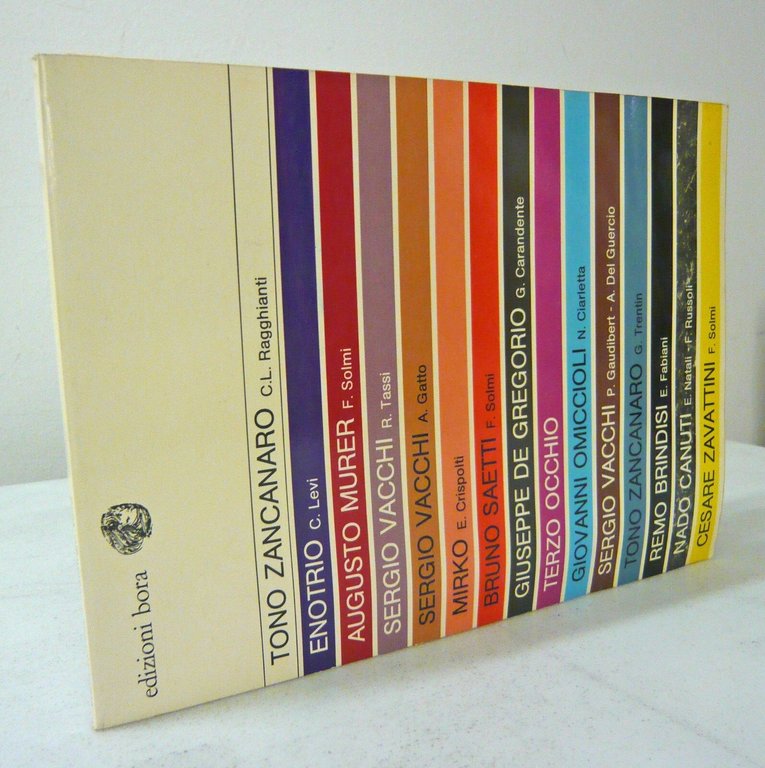 edizioni bora
TONO ZANCANARO C.L. Ragghianti
ENOTRIO C. Levi
AUGUSTO MURER F. Solmi
SERGIO VACCHI R. Tassi
SERGIO VACCHI A. Gatto
MIRKO E. Crispolti
BRUNO SAETTI F. Solmi
GIUSEPPE DE GREGORIO G. Carandente
TERZO OCCHIO
GIOVANNI OMICCIOLI N. Ciarletta
SERGIO VACCHI P. Gaudibert - A. Del Guercio
TONO ZANCANARO G. Trentin
REMO BRINDISI E. Fabiani
NADO CANUTI E. Natali - F. Russoli
CESARE ZAVATTINI F. Solmi